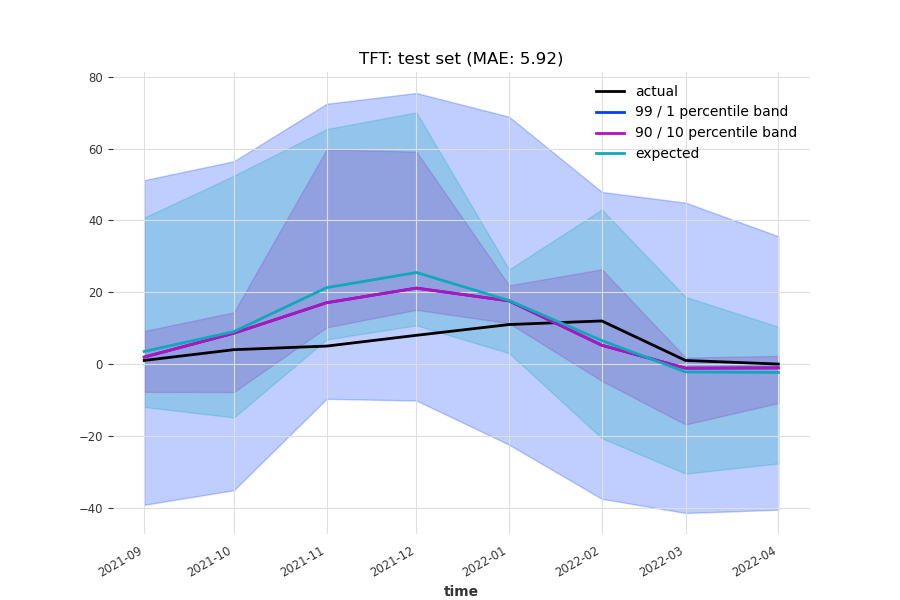 TFT: test set (MAE: 5.92)
actual
99 / 1 percentile band
90 / 10 percentile band
expected
80
60
40
20
0
−20
−40
2021-09
2021-10
2021-11
2021-12
2022-01
2022-02
2022-03
2022-04
time